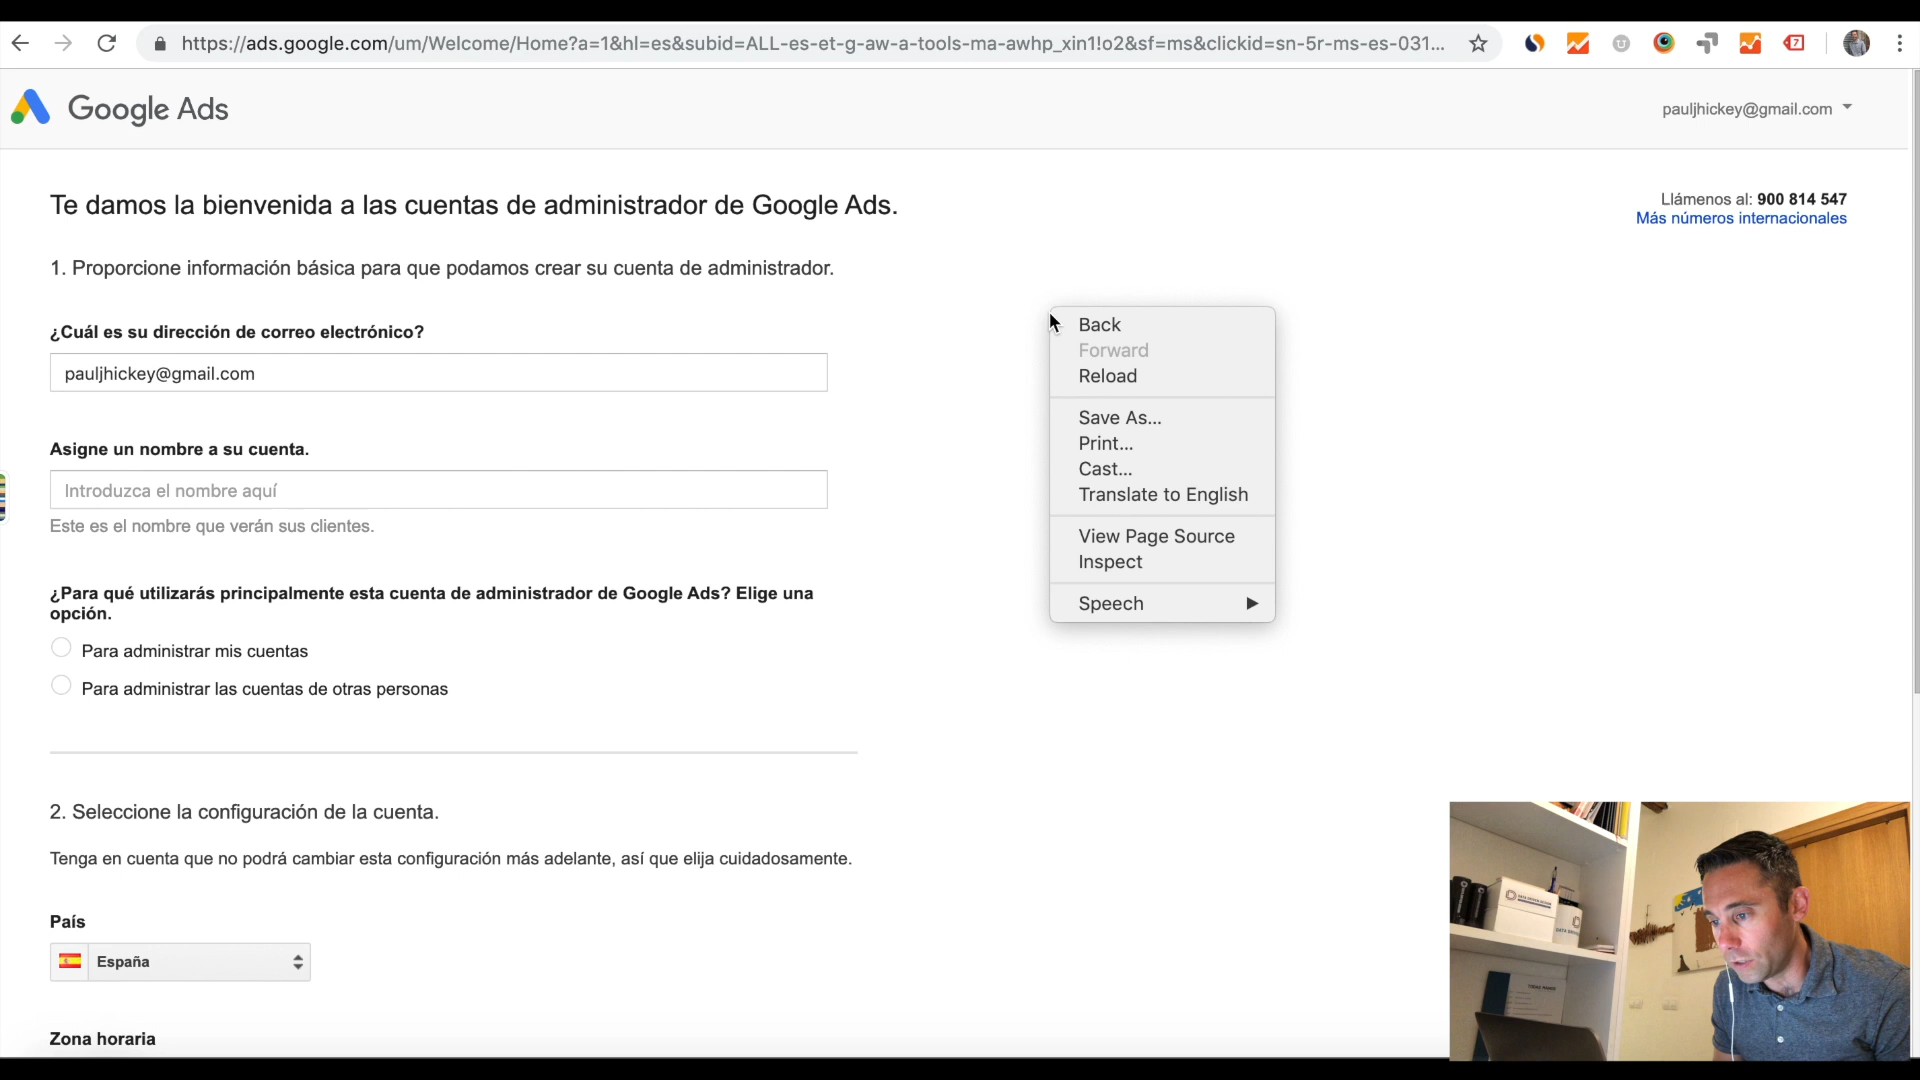 https://ads.google.com/um/Welcome/Home?a=1&hl=es&subid=ALL-es-et-g-aw-a-tools-ma-awhp_xin1!o2&sf=ms&clickid=sn-5r-ms-es-031...
Google Ads
pauljhickey@gmail.com
Te damos la bienvenida a las cuentas de administrador de Google Ads.
Llámenos al: 900 814 547
Más números internacionales
1. Proporcione información básica para que podamos crear su cuenta de administrador.
¿Cuál es su dirección de correo electrónico?
pauljhickey@gmail.com
Asigne un nombre a su cuenta.
Introduzca el nombre aquí
Este es el nombre que verán sus clientes.
¿Para qué utilizarás principalmente esta cuenta de administrador de Google Ads? Elige una
opción.
Para administrar mis cuentas
Para administrar las cuentas de otras personas
Back
Forward
Reload
Save As...
Print...
Cast...
Translate to English
View Page Source
Inspect
Speech
2. Seleccione la configuración de la cuenta.
Tenga en cuenta que no podrá cambiar esta configuración más adelante, así que elija cuidadosamente.
País
España
Zona horaria